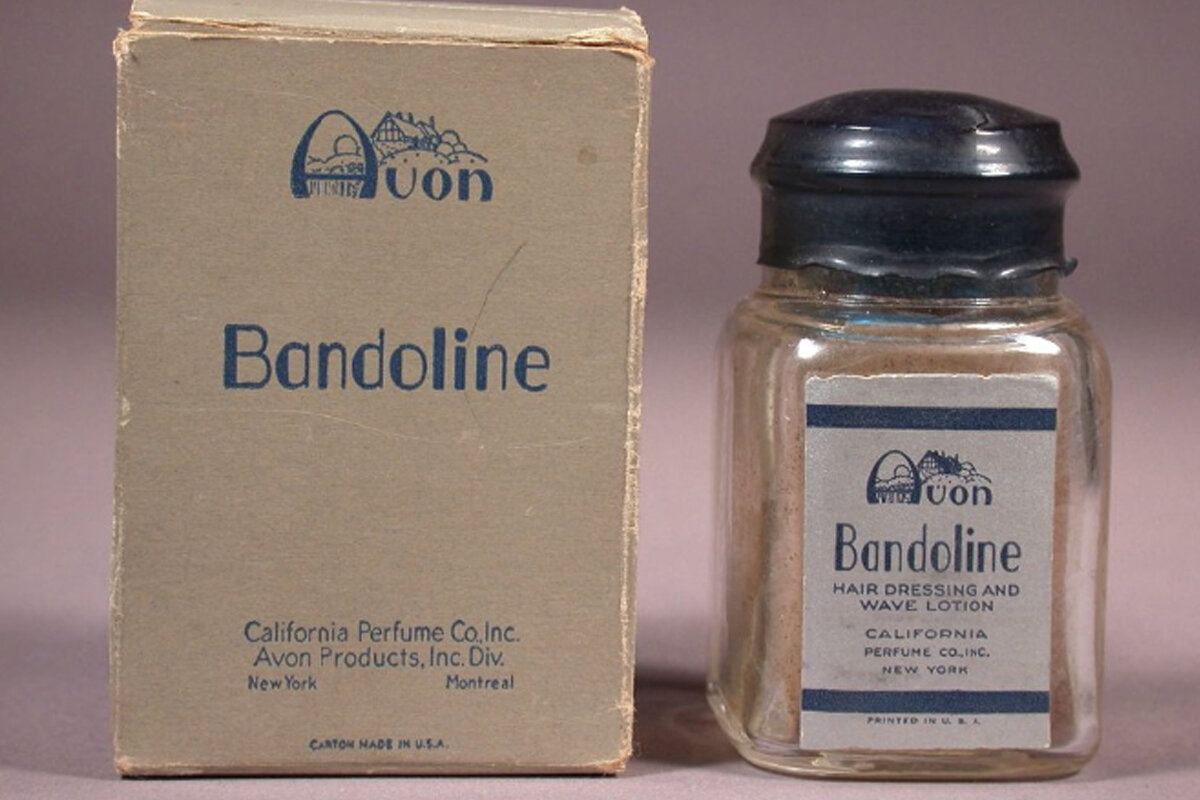 Avon
Bandoline
California Perfume Co., Inc.
Avon Products, Inc. Div.
New York Montreal
CARTON MADE IN U.S.A.
Avon
Bandoline
HAIR DRESSING AND
WAVE LOTION
CALIFORNIA
PERFUME CO., INC.
NEW YORK
PRINTED IN U. S. A.